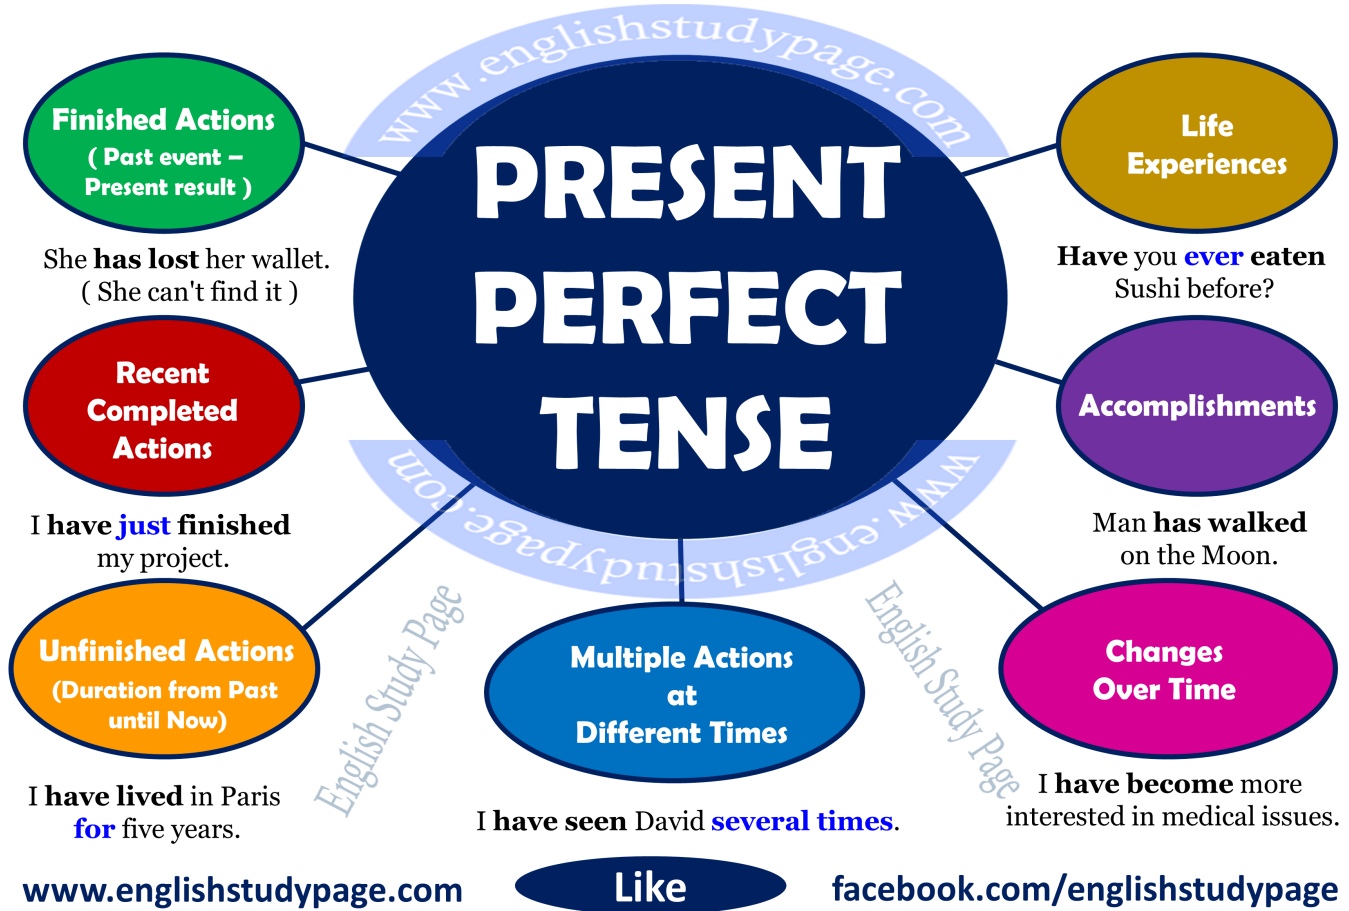 www.englishstudypage.com
PRESENT
PERFECT
TENSE
www.englishstudypage.com
Finished Actions
( Past event –
Present result )
She has lost her wallet.
( She can't find it )
Recent
Completed
Actions
I have just finished
my project.
Unfinished Actions
(Duration from Past
until Now)
I have lived in Paris
for five years.
English Study Page
Multiple Actions
at
Different Times
I have seen David several times.
English Study Page
Life
Experiences
Have you ever eaten
Sushi before?
Accomplishments
Man has walked
on the Moon.
Changes
Over Time
I have become more
interested in medical issues.
www.englishstudypage.com
Like
facebook.com/englishstudypage